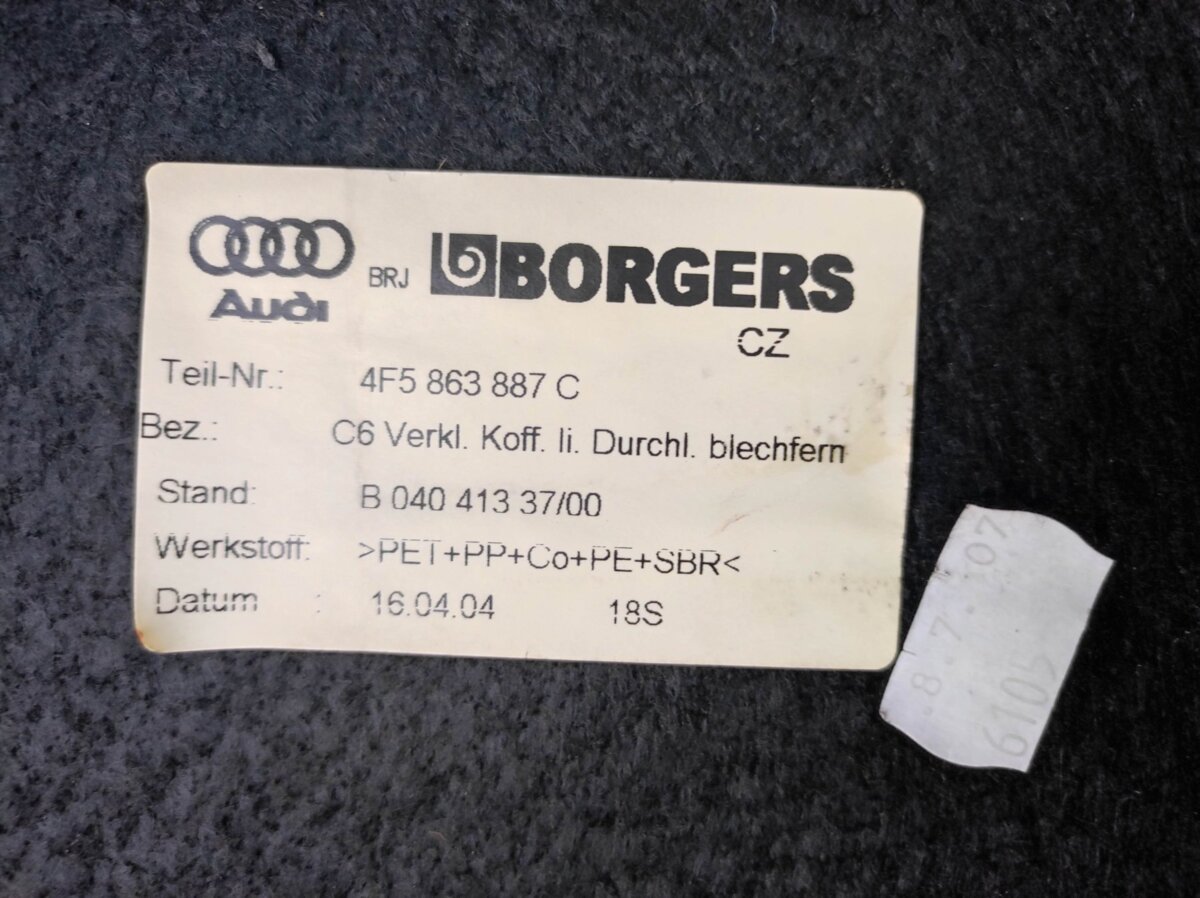 Audi BRJ BORGERS
CZ
Teil-Nr.: 4F5 863 887 C
Bez.: C6 Verkl. Koff. li. Durchl. blechfern
Stand: B 040 413 37/00
Werkstoff: >PET+PP+Co+PE+SBR<
Datum : 16.04.04 18S
6105